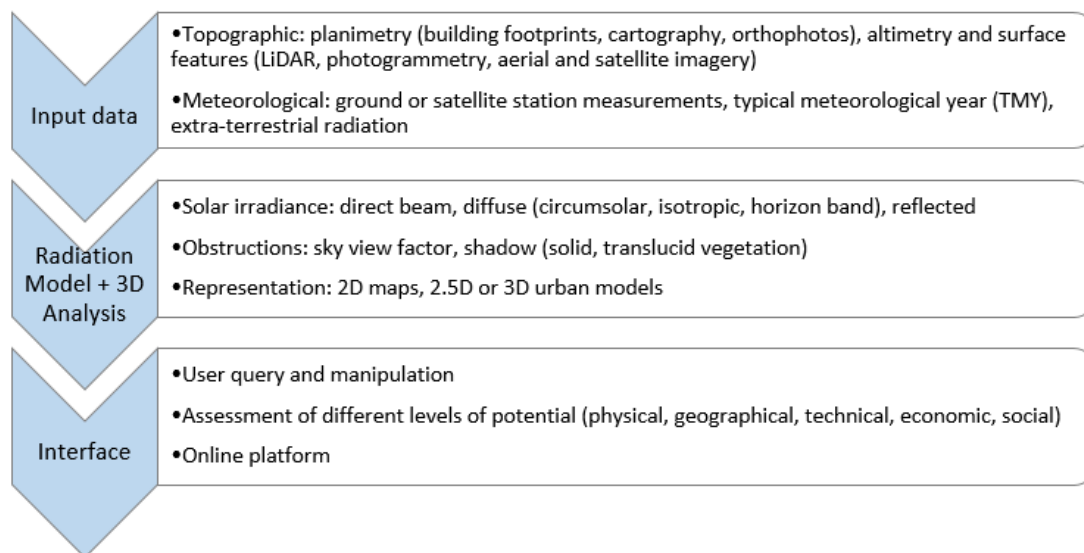 Input data
•Topographic: planimetry (building footprints, cartography, orthophotos), altimetry and surface
features (LiDAR, photogrammetry, aerial and satellite imagery)
•Meteorological: ground or satellite station measurements, typical meteorological year (TMY),
extra-terrestrial radiation
Radiation
Model + 3D
Analysis
•Solar irradiance: direct beam, diffuse (circumsolar, isotropic, horizon band), reflected
•Obstructions: sky view factor, shadow (solid, translucid vegetation)
•Representation: 2D maps, 2.5D or 3D urban models
Interface
•User query and manipulation
•Assessment of different levels of potential (physical, geographical, technical, economic, social)
•Online platform